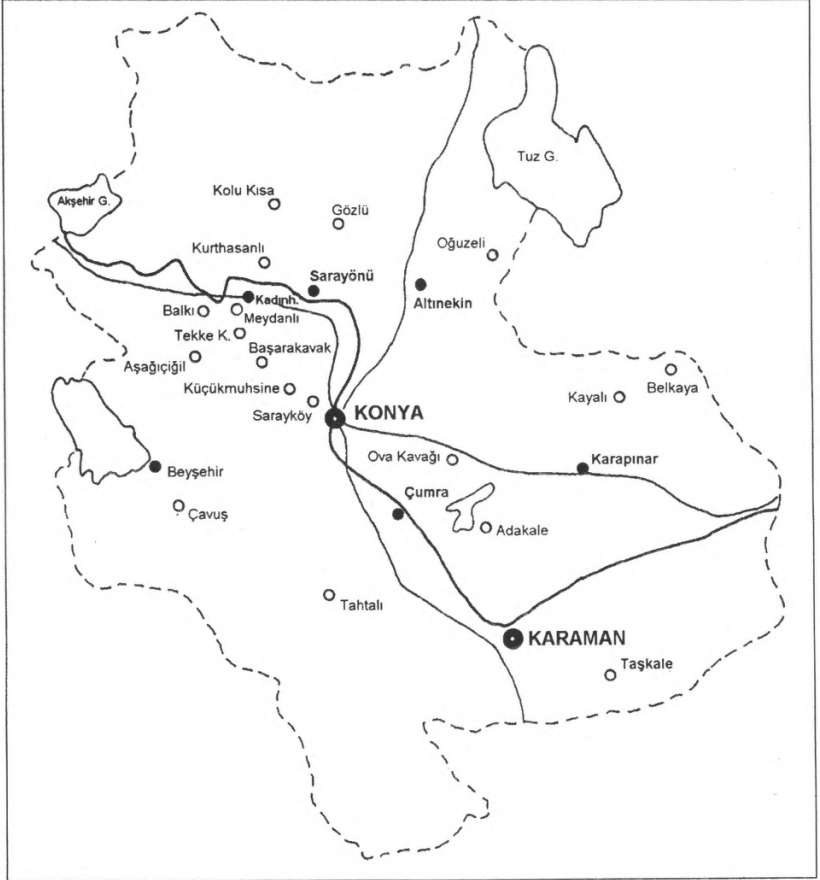 Tuz G.
Akşehir G.
Kolu Kısa
Gözlü
Oğuzeli
Kurthasanlı
Sarayönü
Altınekin
Kadınh.
Balkı
Meydanlı
Tekke K.
Başarakavak
Aşağıçiğil
Küçükmuhsine
Belkaya
Kayalı
Sarayköy
KONYA
Ova Kavağı
Karapınar
Beyşehir
Çumra
Çavuş
Adakale
Tahtalı
KARAMAN
Taşkale